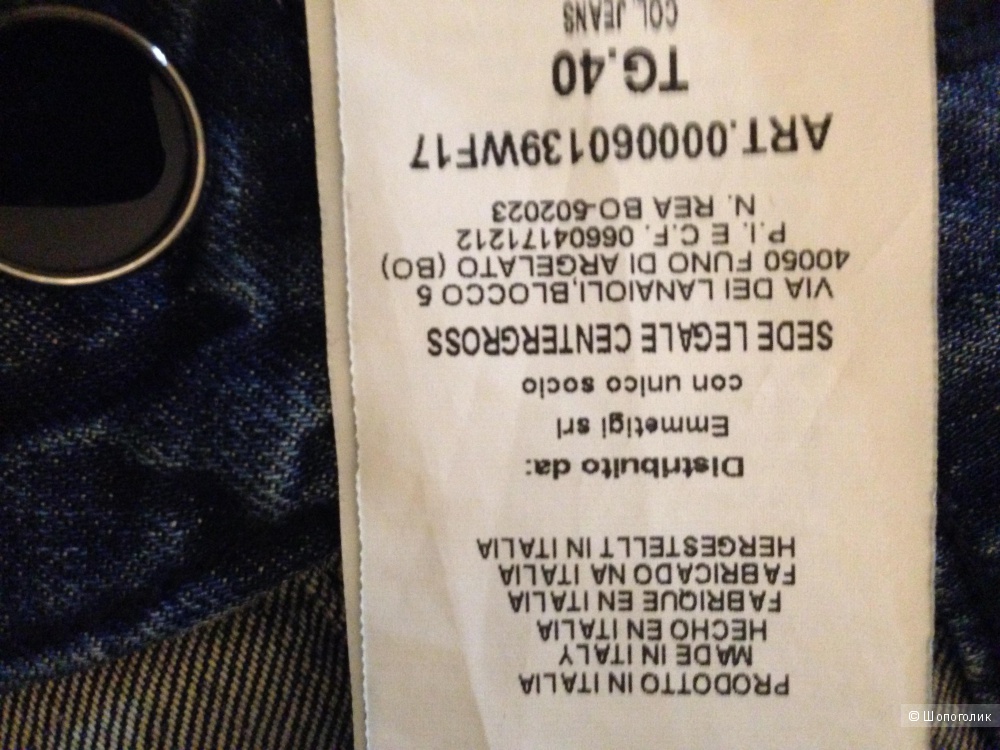 PRODOTTO IN ITALIA
MADE IN ITALY
HECHO EN ITALIA
FABRIQUE EN ITALIA
FABRICADO NA ITALIA
HERGESTELLT IN ITALIA
Distribuito da:
Emmetigi srl
con unico socio
SEDE LEGALE CENTERGROSS
VIA DEI LANAIOLI,BLOCCO 5
40050 FUNO DI ARGELATO (BO)
P.I. E C.F. 06604171212
N. REA BO-502023
ART.000060139WF17
TG.40
COL. JEANS
© Шопоголик